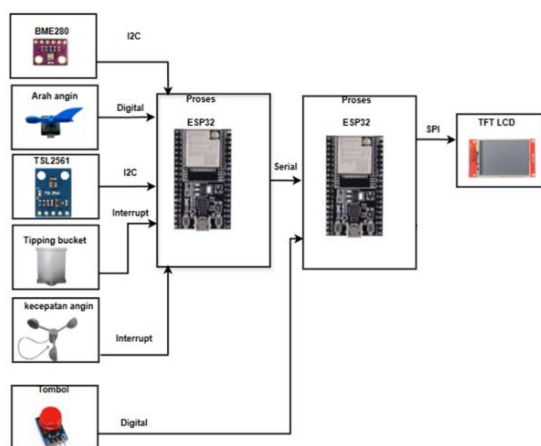 BME280
I2C
Arah angin
Digital
TSL2561
I2C
Interrupt
Tipping bucket
kecepatan angin
Interrupt
Tombol
Digital
Proses
ESP32
Serial
Proses
ESP32
SPI
TFT LCD